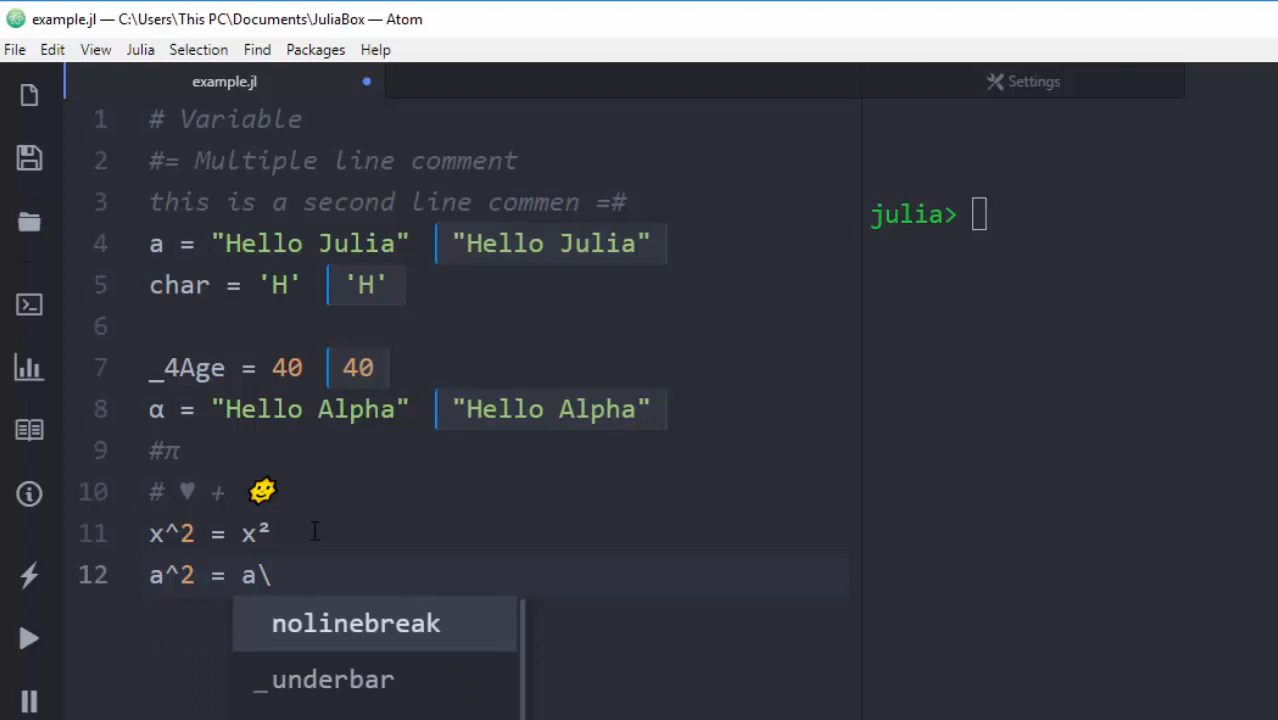 example.jl — C:\Users\This PC\Documents\JuliaBox — Atom
File Edit View Julia Selection Find Packages Help
example.jl Settings
1 # Variable
2 #= Multiple line comment
3 this is a second line commen =#
julia>
4 a = "Hello Julia" "Hello Julia"
5 char = 'H' 'H'
6
7 _4Age = 40 40
8 α = "Hello Alpha" "Hello Alpha"
9 #π
10 # ♥ + 🌞
11 x^2 = x²
12 a^2 = a\
nolinebreak
_underbar